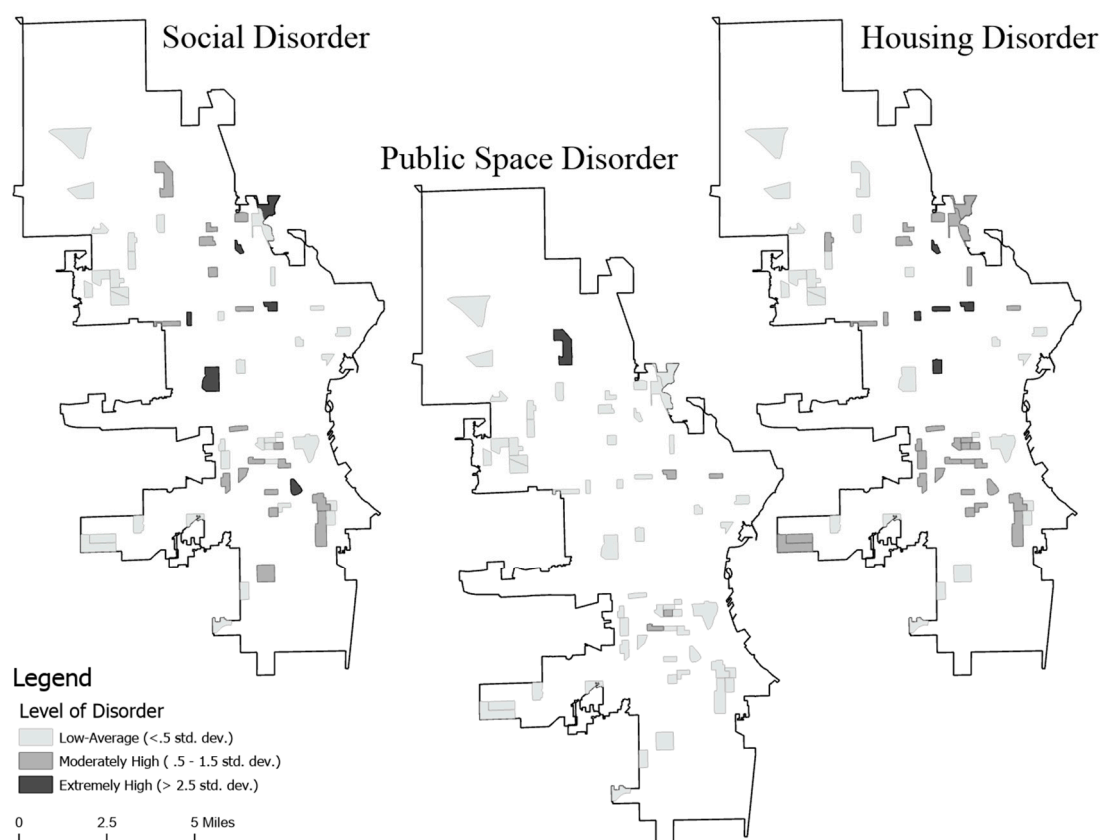 Social Disorder
Housing Disorder
Public Space Disorder
Legend
Level of Disorder
Low-Average (<.5 std. dev.)
Moderately High ( .5 - 1.5 std. dev.)
Extremely High (> 2.5 std. dev.)
0 2.5 5 Miles